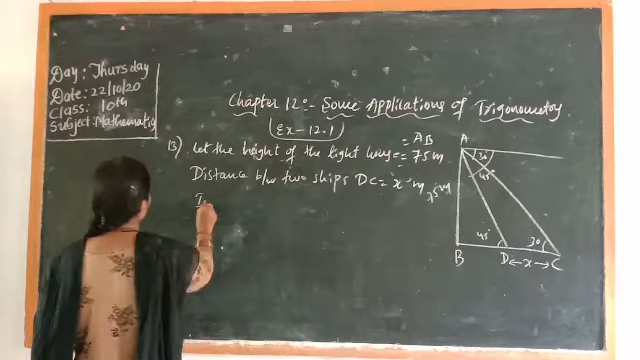 Day: Thursday
Date: 22/10/20
Class: 10th
Subject: Mathematics
Chapter 12:- Some Applications of Trigonometry
(Ex-12.1)
13) Let the height of the light house = AB
= 75m
Distance b/w two ships DC = x m
A
30
45
75m
45
30
B D ←x→ C